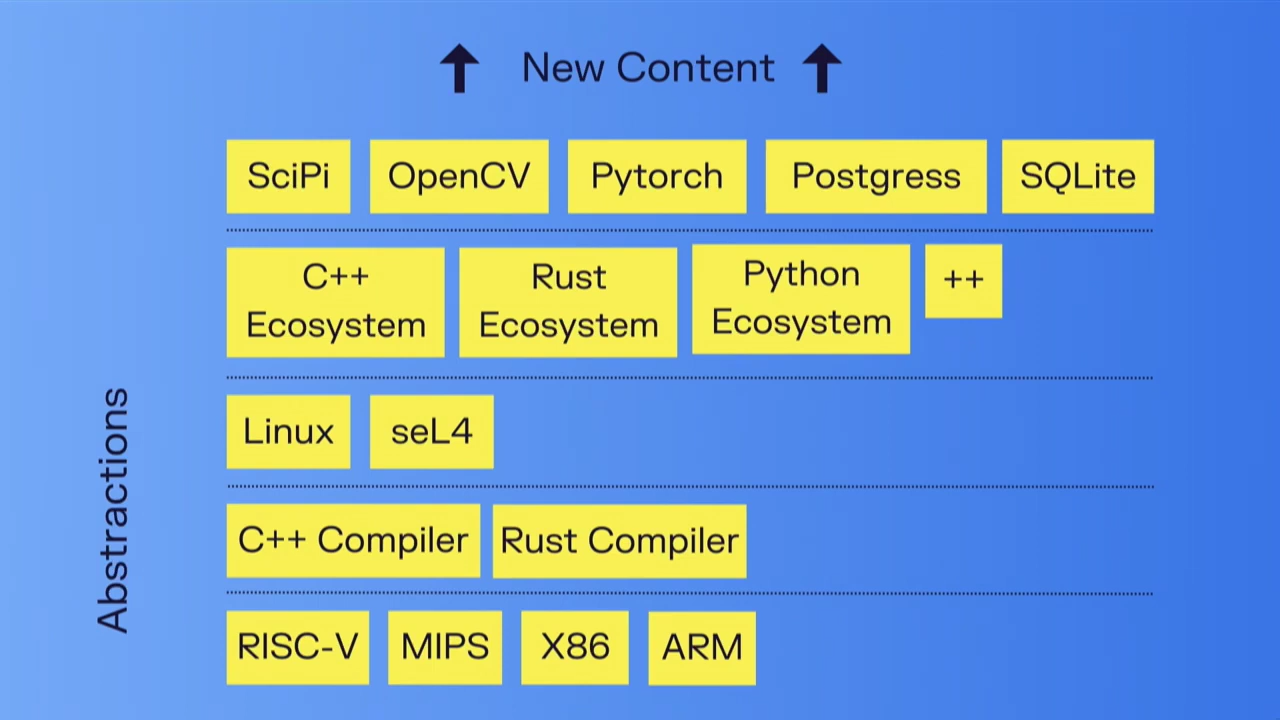 New Content
SciPi
OpenCV
Pytorch
Postgress
SQLite
C++
Ecosystem
Rust
Ecosystem
Python
Ecosystem
++
Linux
seL4
C++ Compiler
Rust Compiler
RISC-V
MIPS
X86
ARM
Abstractions